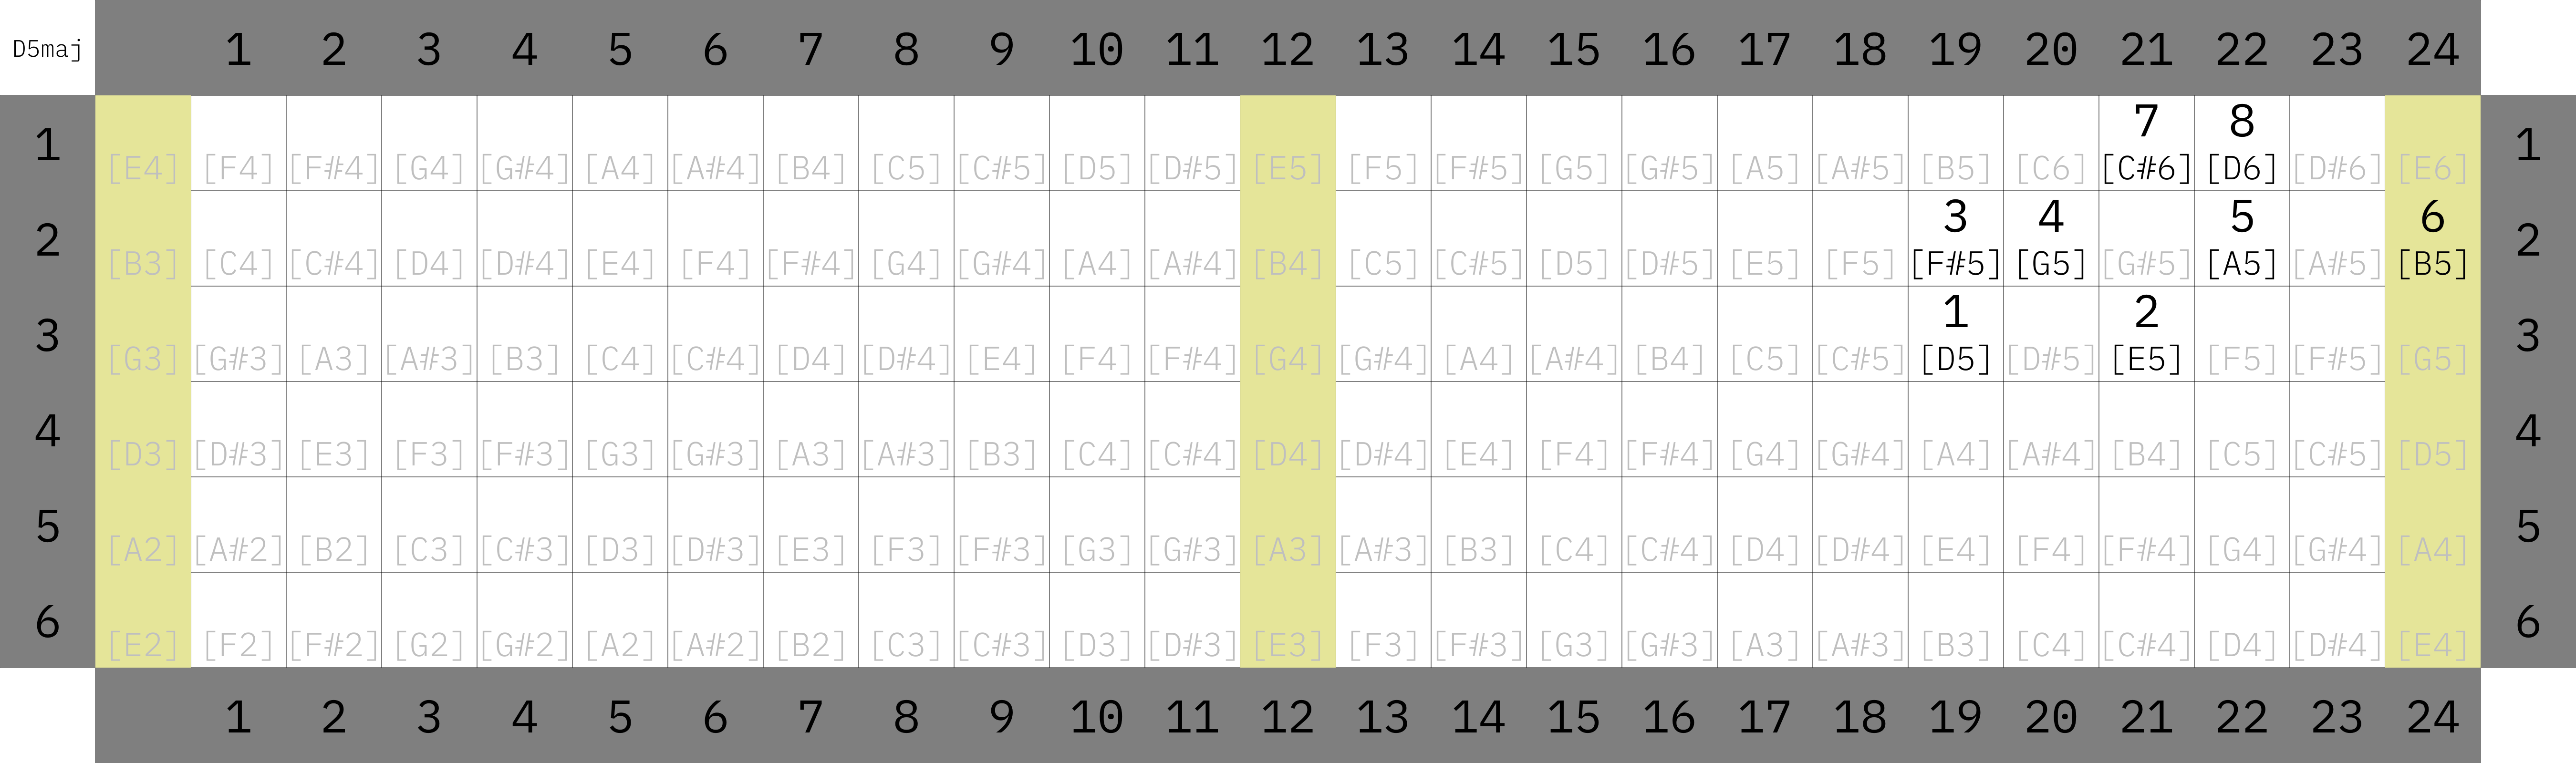 D5maj 1 2 3 4 5 6 7 8 9 10 11 12 13 14 15 16 17 18 19 20 21 22 23 24
7 8
1 [E4] [F4] [F#4] [G4] [G#4] [A4] [A#4] [B4] [C5] [C#5] [D5] [D#5] [E5] [F5] [F#5] [G5] [G#5] [A5] [A#5] [B5] [C6] [C#6] [D6] [D#6] [E6] 1
3 4 5 6
2 [B3] [C4] [C#4] [D4] [D#4] [E4] [F4] [F#4] [G4] [G#4] [A4] [A#4] [B4] [C5] [C#5] [D5] [D#5] [E5] [F5] [F#5] [G5] [G#5] [A5] [A#5] [B5] 2
1 2
3 [G3] [G#3] [A3] [A#3] [B3] [C4] [C#4] [D4] [D#4] [E4] [F4] [F#4] [G4] [G#4] [A4] [A#4] [B4] [C5] [C#5] [D5] [D#5] [E5] [F5] [F#5] [G5] 3
4 [D3] [D#3] [E3] [F3] [F#3] [G3] [G#3] [A3] [A#3] [B3] [C4] [C#4] [D4] [D#4] [E4] [F4] [F#4] [G4] [G#4] [A4] [A#4] [B4] [C5] [C#5] [D5] 4
5 [A2] [A#2] [B2] [C3] [C#3] [D3] [D#3] [E3] [F3] [F#3] [G3] [G#3] [A3] [A#3] [B3] [C4] [C#4] [D4] [D#4] [E4] [F4] [F#4] [G4] [G#4] [A4] 5
6 [E2] [F2] [F#2] [G2] [G#2] [A2] [A#2] [B2] [C3] [C#3] [D3] [D#3] [E3] [F3] [F#3] [G3] [G#3] [A3] [A#3] [B3] [C4] [C#4] [D4] [D#4] [E4] 6
1 2 3 4 5 6 7 8 9 10 11 12 13 14 15 16 17 18 19 20 21 22 23 24